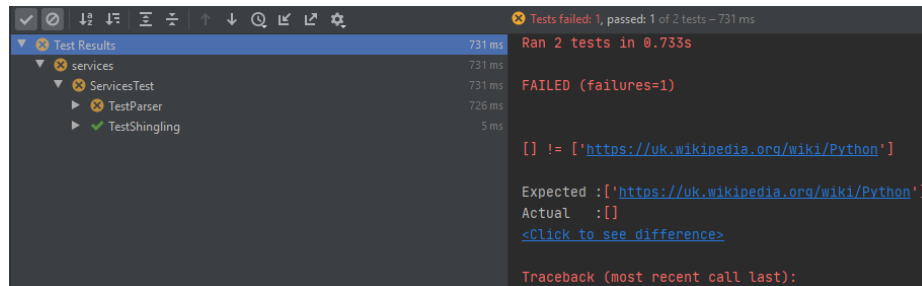 Tests failed: 1, passed: 1 of 2 tests – 731 ms
Test Results 731 ms
services 731 ms
ServicesTest 731 ms
TestParser 726 ms
TestShingling 5 ms
Ran 2 tests in 0.733s
FAILED (failures=1)
[] != ['https://uk.wikipedia.org/wiki/Python']
Expected :['https://uk.wikipedia.org/wiki/Python']
Actual :[]
<Click to see difference>
Traceback (most recent call last):